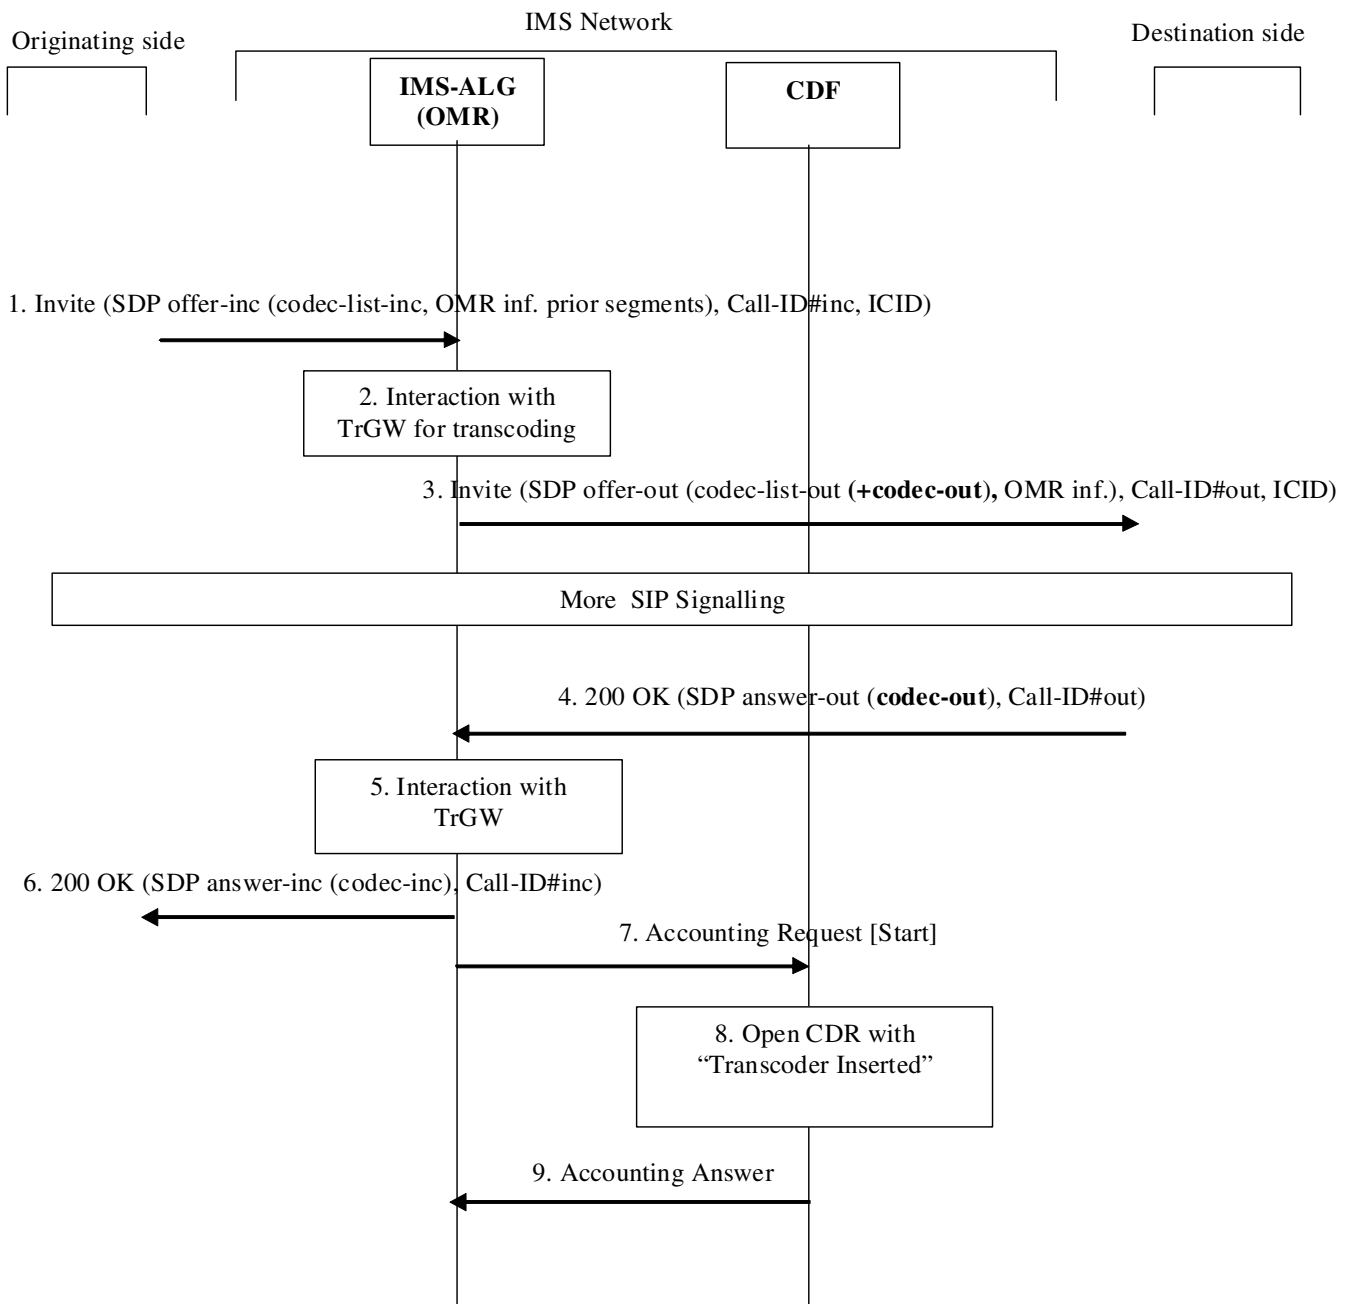 IMS Network
Originating side
Destination side
IMS-ALG
(OMR)
CDF
1. Invite (SDP offer-inc (codec-list-inc, OMR inf. prior segments), Call-ID#inc, ICID)
2. Interaction with
TrGW for transcoding
3. Invite (SDP offer-out (codec-list-out (+codec-out), OMR inf.), Call-ID#out, ICID)
More SIP Signalling
4. 200 OK (SDP answer-out (codec-out), Call-ID#out)
5. Interaction with
TrGW
6. 200 OK (SDP answer-inc (codec-inc), Call-ID#inc)
7. Accounting Request [Start]
8. Open CDR with
“Transcoder Inserted”
9. Accounting Answer